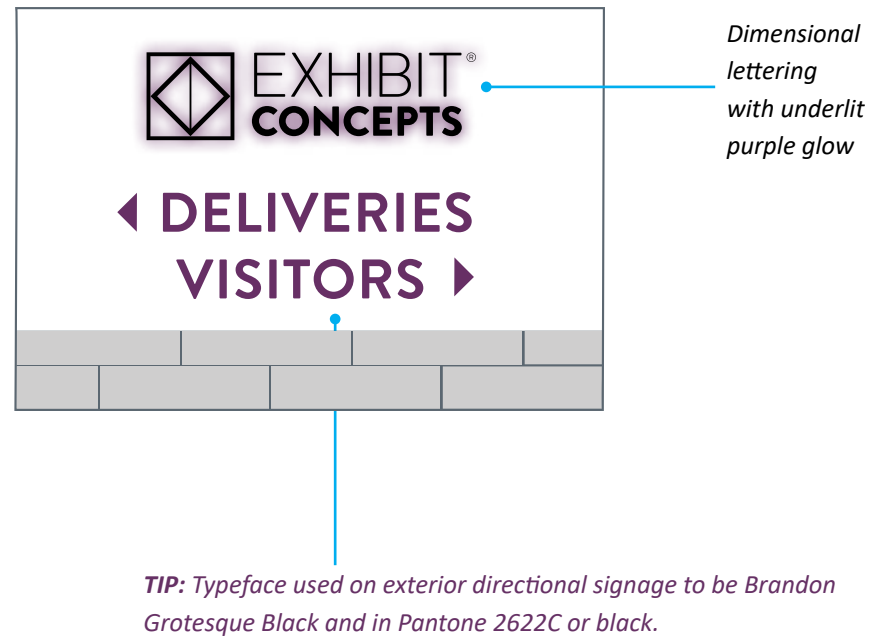 EXHIBIT®
CONCEPTS
Dimensional
lettering
with underlit
purple glow
DELIVERIES
VISITORS
TIP: Typeface used on exterior directional signage to be Brandon
Grotesque Black and in Pantone 2622C or black.